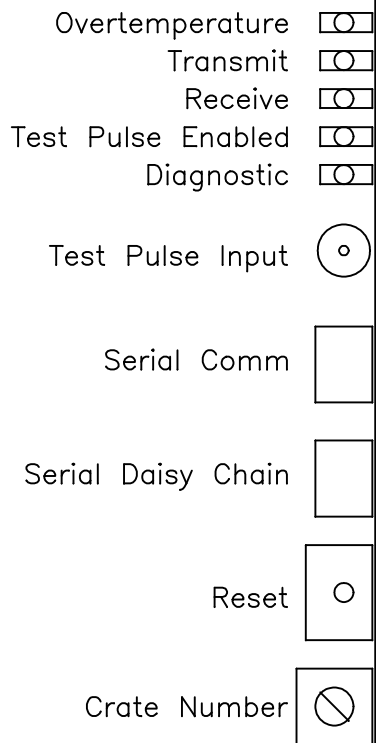 Overtemperature
Transmit
Receive
Test Pulse Enabled
Diagnostic
Test Pulse Input
Serial Comm
Serial Daisy Chain
Reset
Crate Number